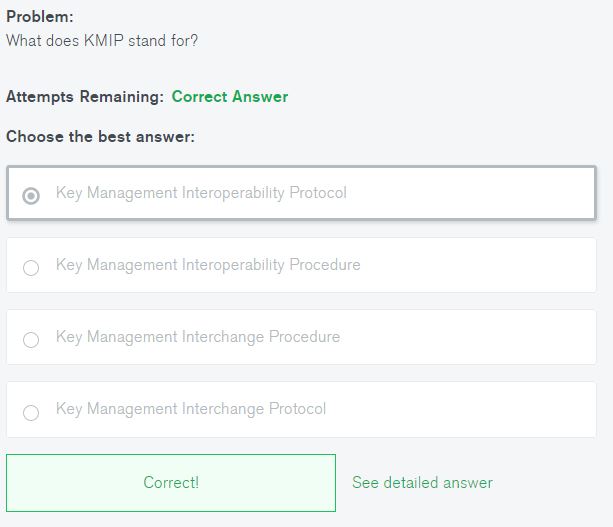 Problem:
What does KMIP stand for?
Attempts Remaining: Correct Answer
Choose the best answer:
Key Management Interoperability Protocol
Key Management Interoperability Procedure
Key Management Interchange Procedure
Key Management Interchange Protocol
Correct! See detailed answer